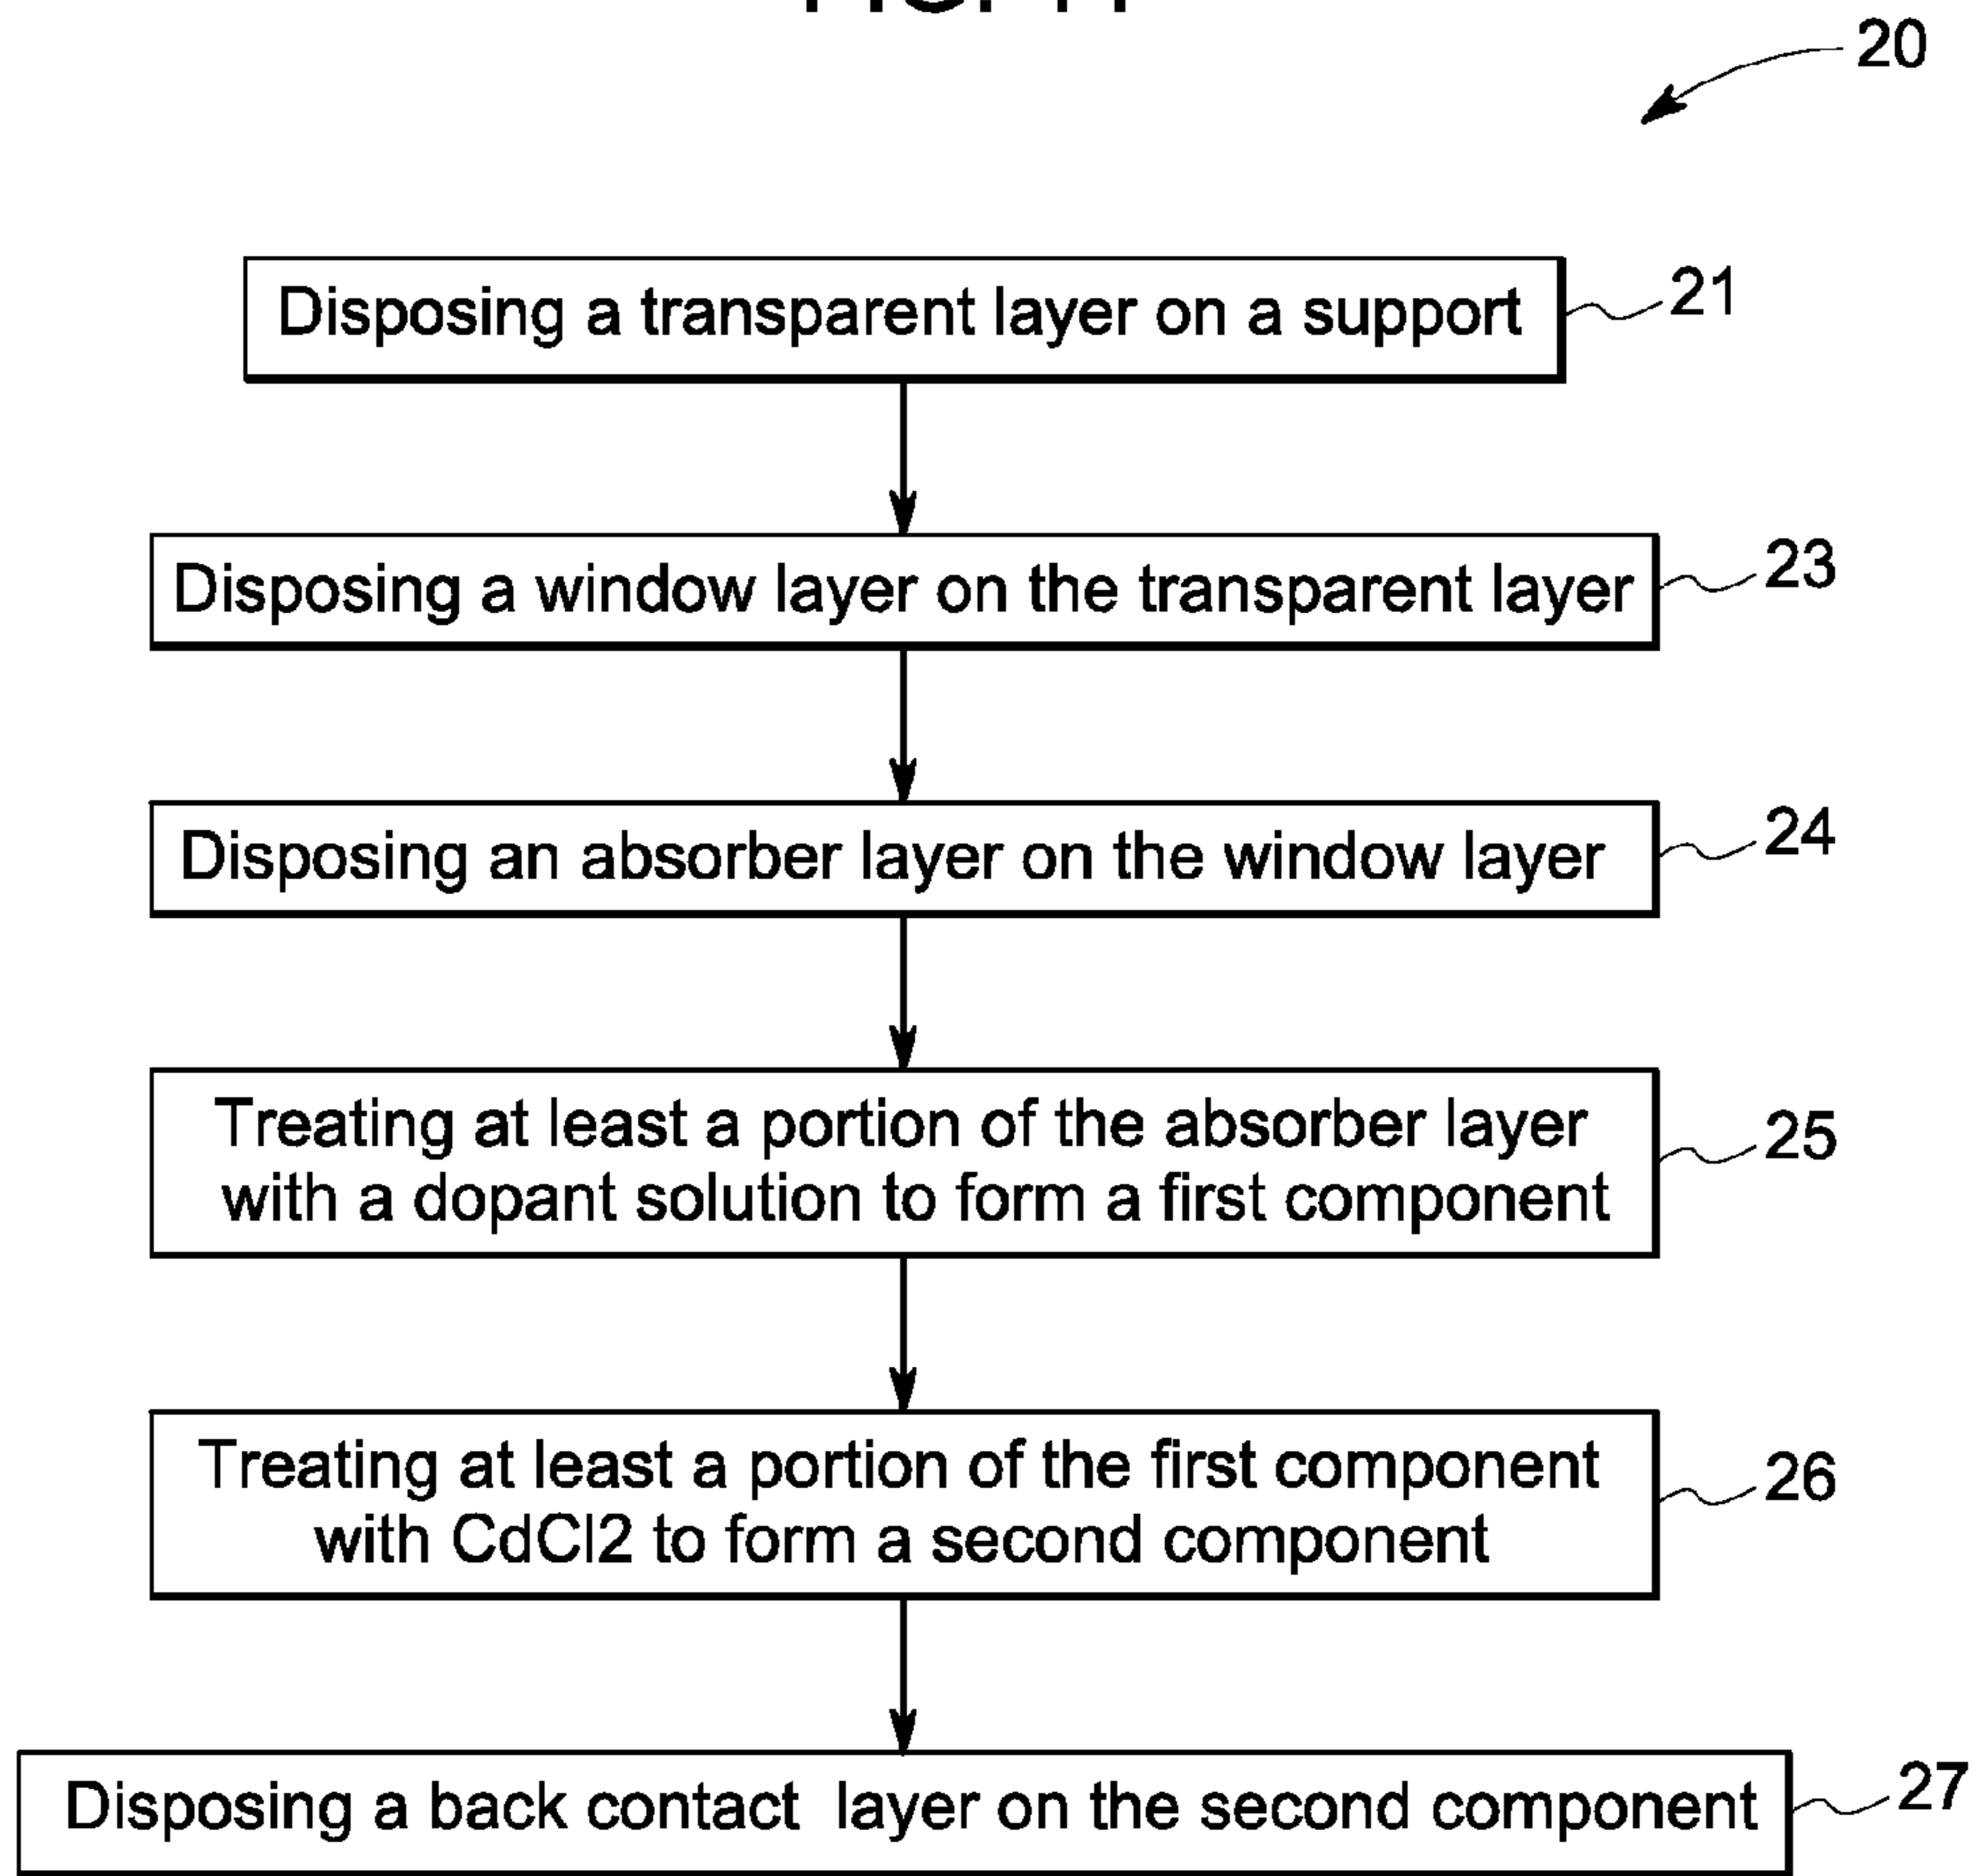 20
Disposing a transparent layer on a support
21
Disposing a window layer on the transparent layer
23
Disposing an absorber layer on the window layer
24
Treating at least a portion of the absorber layer
with a dopant solution to form a first component
25
Treating at least a portion of the first component
with CdCl2 to form a second component
26
Disposing a back contact layer on the second component
27